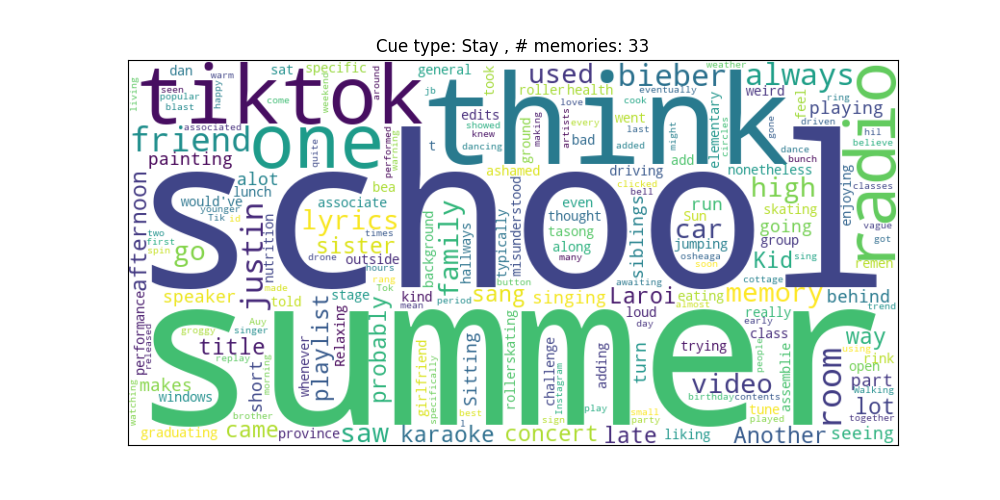 Cue type: Stay , # memories: 33
living
seen
dan
warm
sat
specific
weekend
around
general
took
roller
health
eventually
weather
popular
blast
happy
come
tiktok
jb
think
used
bieber
always
weird
love
cook
gone
ring
feel
driven
playing
radio
associated
friend
one
quite
performed
warning
edits
showed
knew
dancing
t
ground
making
artists
every
bad
went
last
added
might
elementary
circles
add
dance
bunch
hil
believe
painting
alot
lunch
would've
younger
Tik
id
afternoon
associate
bea
ashamed
driving
clicked
bell
nonetheless
high
skating
enjoying
classes
vague
got
school
two
first
spin
go
justin
nutrition
lyrics
sister
times
drone
outside
hours
rang
Tok
background
family
hallways
typically
misunderstood
even
thought
tasong
along
many
siblings
Sun
run
car
jumping
osheaga
soon
going
group
Kid
sing
remen
performance
released
speaker
made
told
stage
kind
mean
period
sang
button
singing
awaiting
Laroi
eating
almost
cottage
memory
trend
behind
groggy
Auy
singer
replay
morning
title
short
whenever
playlist
Relaxing
probably
girlfriend
specifically
Sitting
rollerskating
challenge
Instagram
adding
loud
day
turn
trying
really
early
class
people
assemblie
room
way
using
rink
open
part
Walking
together
lot
summer
watching
makes
windows
brother
graduating
came
province
saw
karaoke
best
l
concert
sign
play
small
party
late
liking
video
birthday
contents
tune
played
Another
seeing